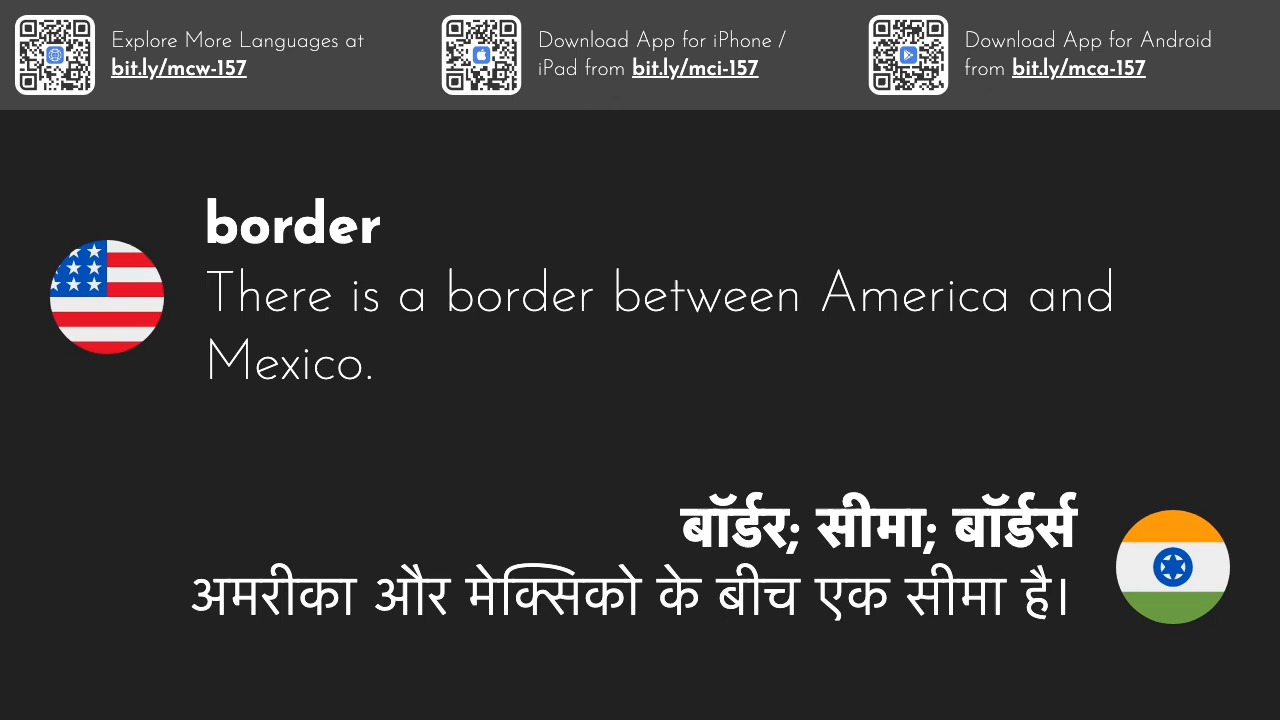 Explore More Languages at
bit.ly/mcw-157
Download App for iPhone /
iPad from bit.ly/mci-157
Download App for Android
from bit.ly/mca-157
border
There is a border between America and
Mexico.
बॉर्डर; सीमा; बॉर्डर्स
अमरीका और मेक्सिको के बीच एक सीमा है।